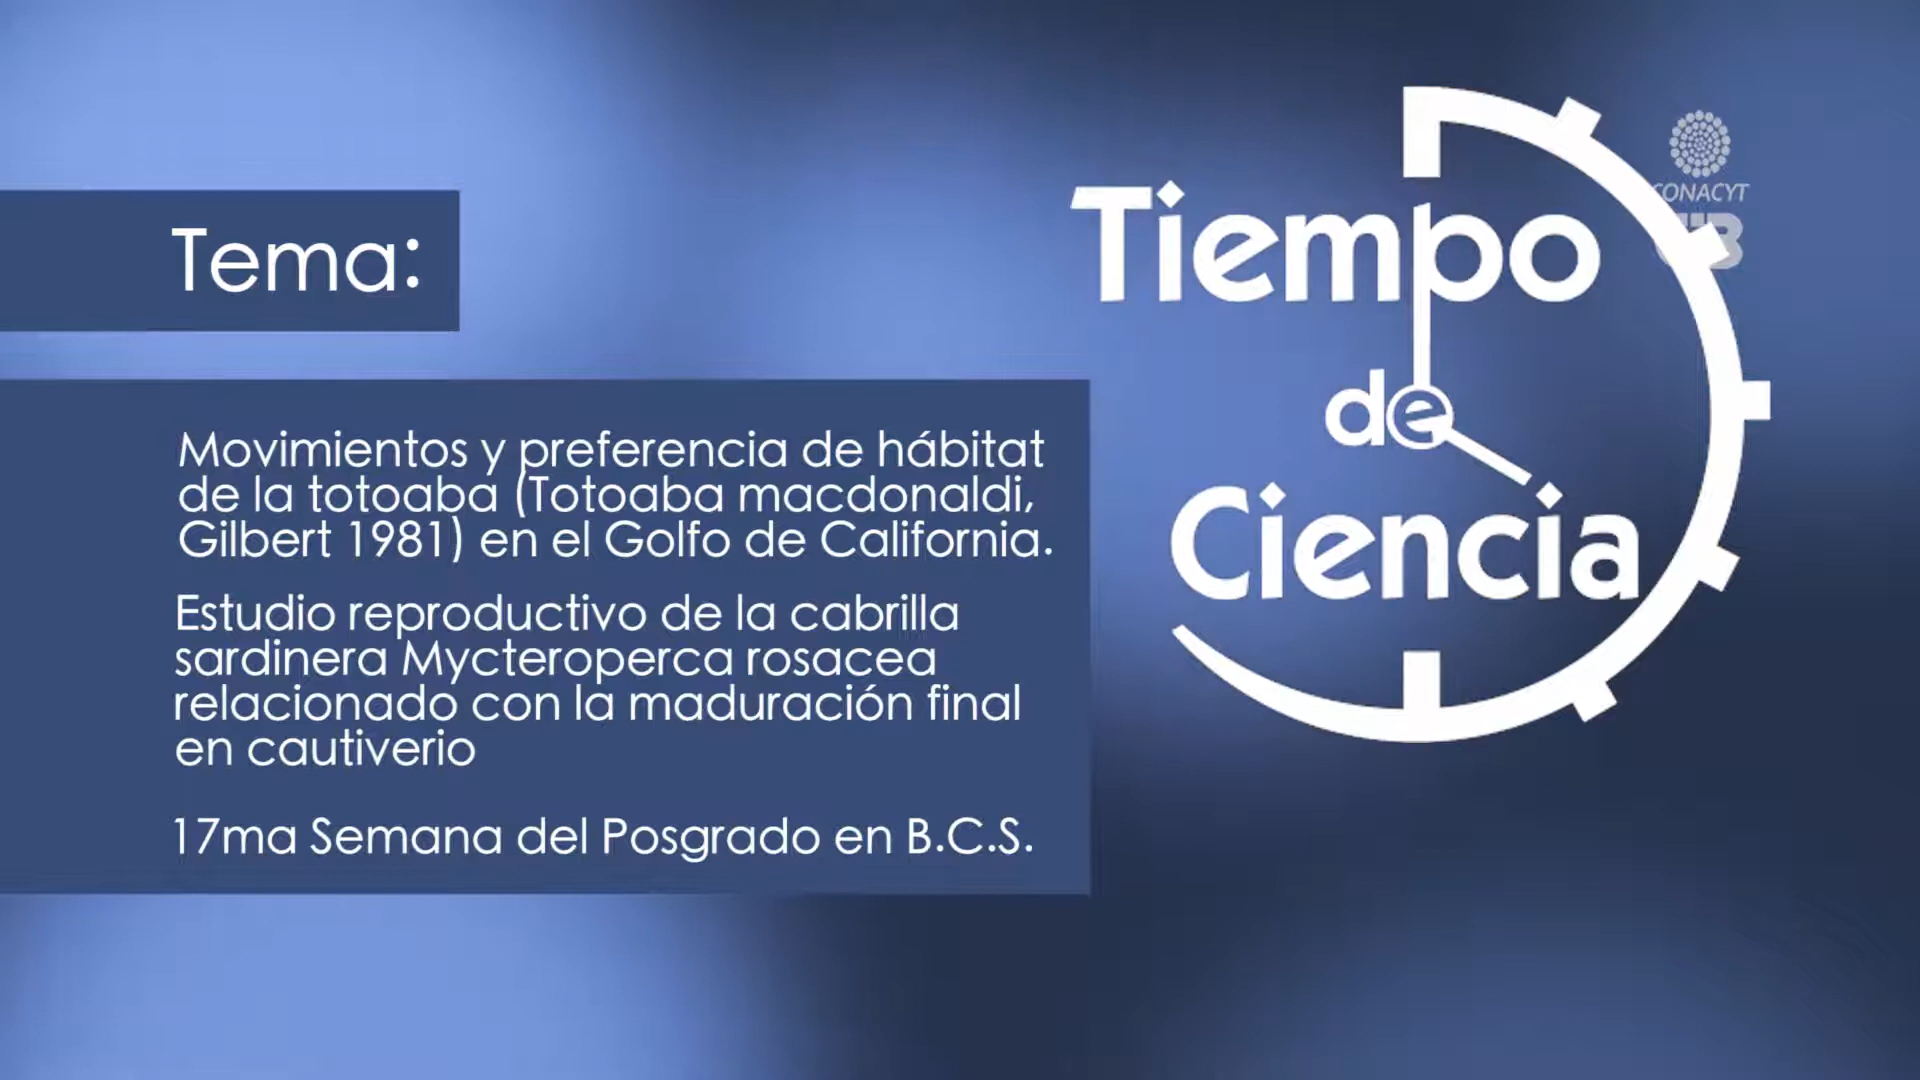 Tema:
Movimientos y preferencia de hábitat
de la totoaba (Totoaba macdonaldi,
Gilbert 1981) en el Golfo de California.
Estudio reproductivo de la cabrilla
sardinera Mycteroperca rosacea
relacionado con la maduración final
en cautiverio
17ma Semana del Posgrado en B.C.S.
Tiempo
de
Ciencia
CONACYT